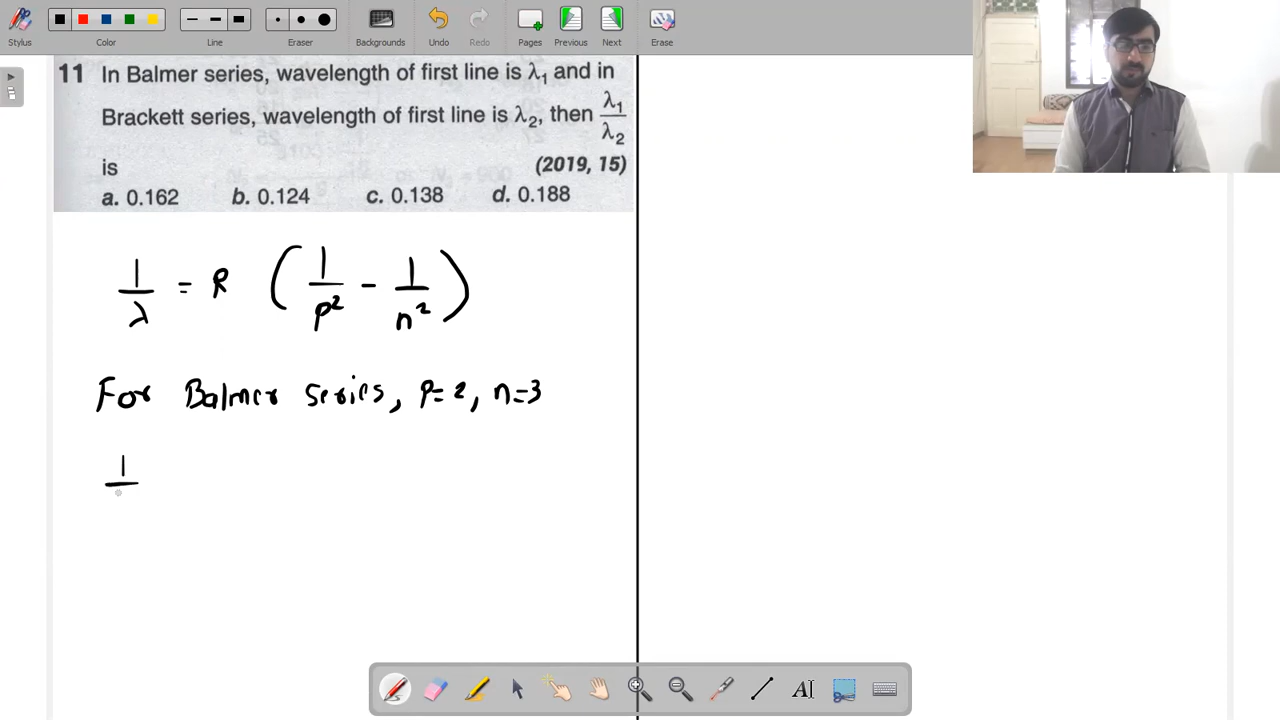 Stylus Color Line Eraser Backgrounds Undo Redo Pages Previous Next Erase
11 In Balmer series, wavelength of first line is λ₁ and in
Brackett series, wavelength of first line is λ₂, then λ₁/λ₂
is (2019, 15)
a. 0.162 b. 0.124 c. 0.138 d. 0.188
1/λ = R (1/p² - 1/n²)
For Balmer series, p=2, n=3
1